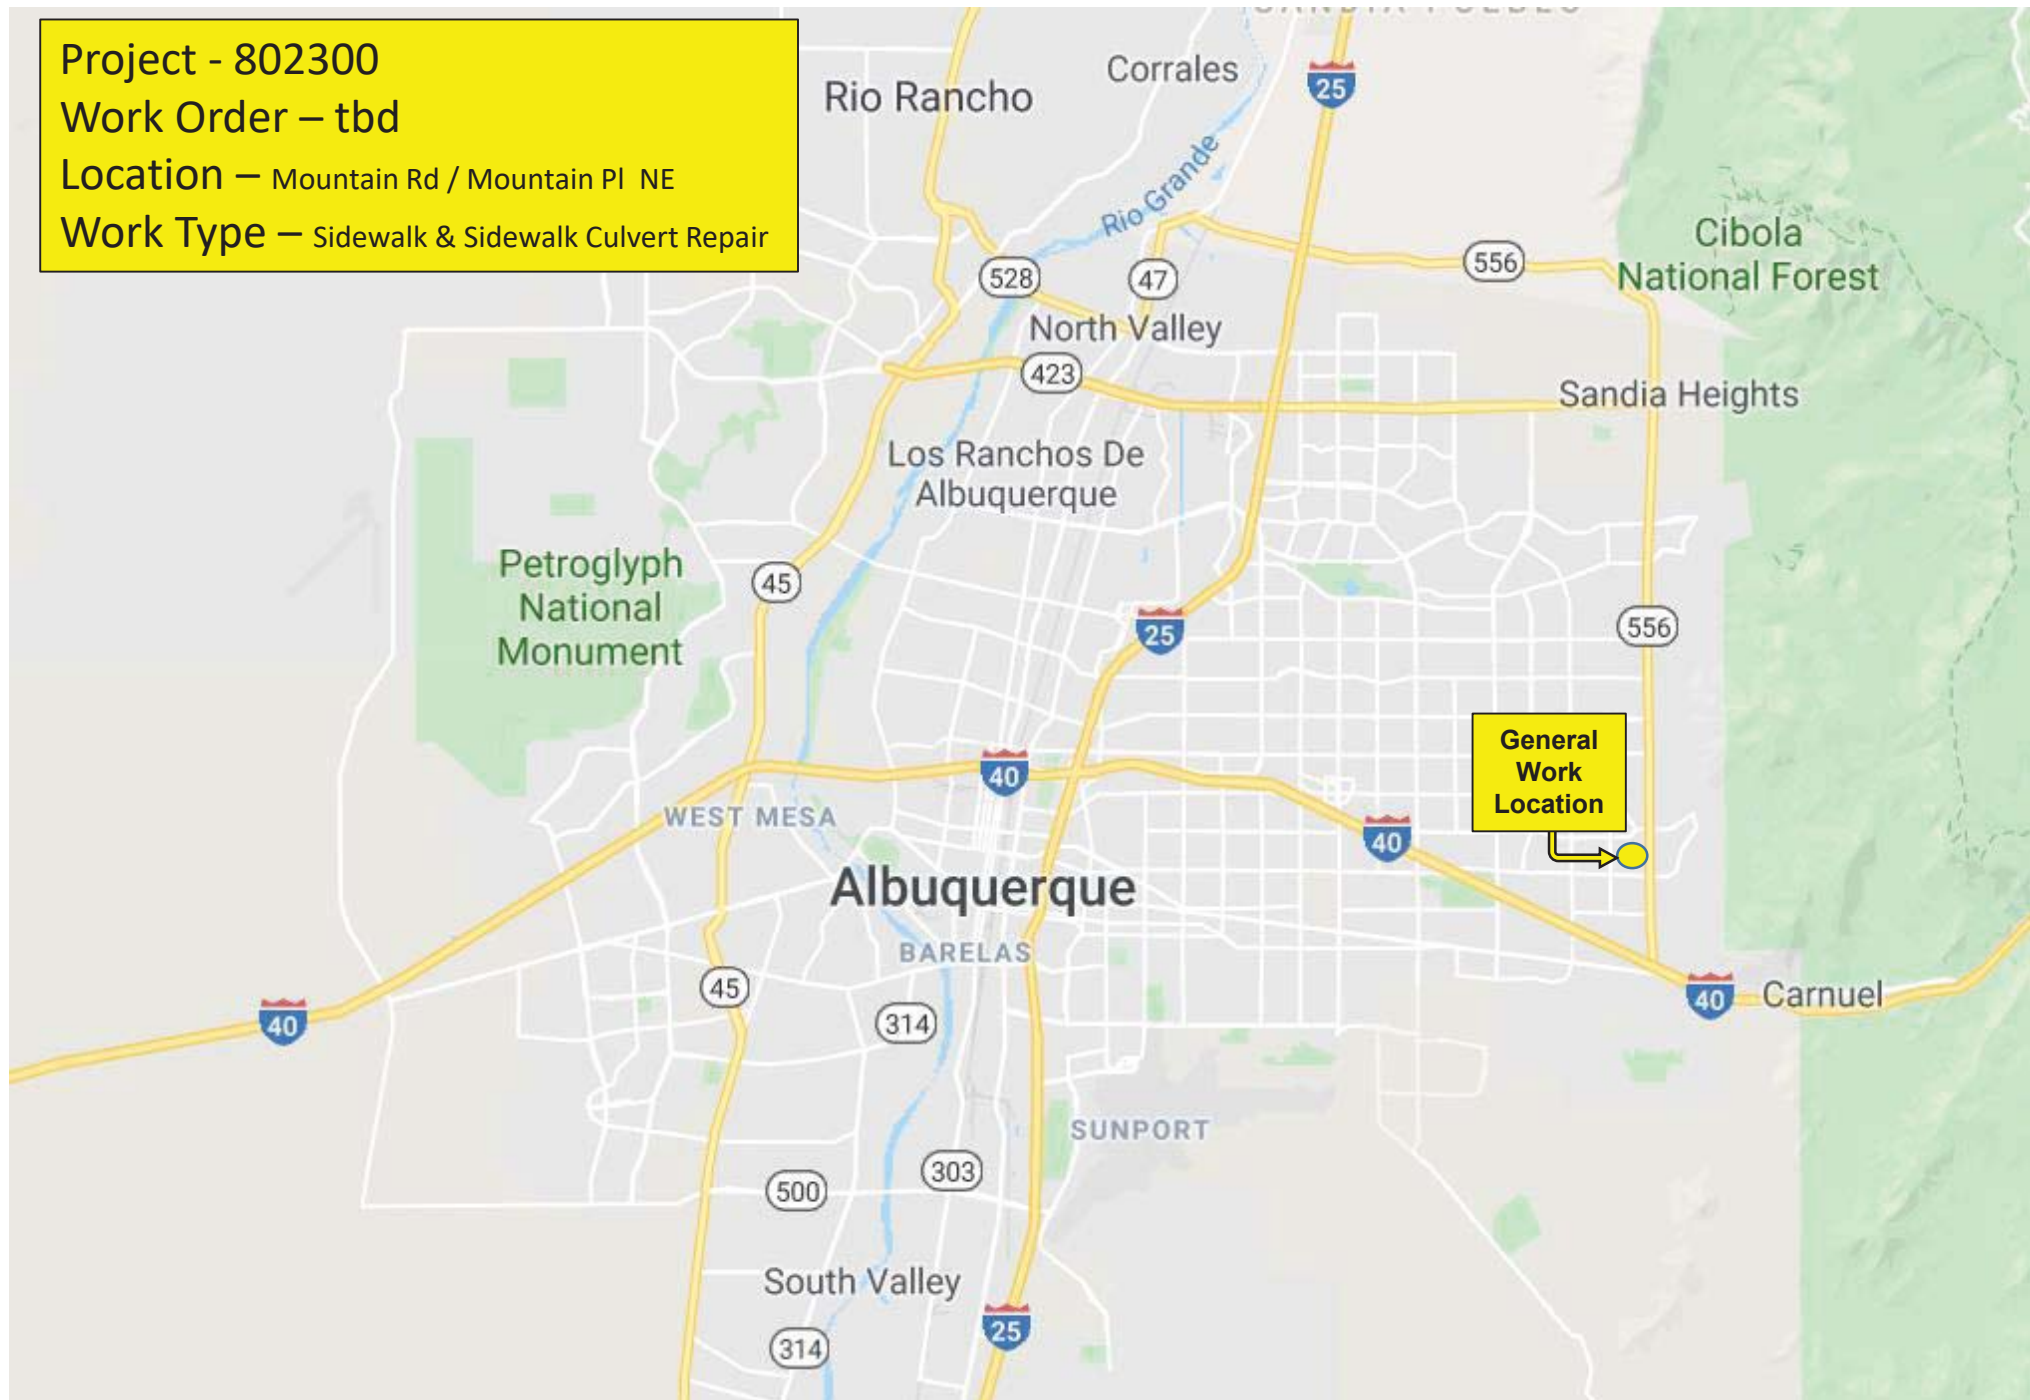 Project - 802300
Work Order – tbd
Location – Mountain Rd / Mountain Pl NE
Work Type – Sidewalk & Sidewalk Culvert Repair
SANDIA PUEBLO
Corrales
25
Rio Rancho
Rio Grande
Cibola
National Forest
556
528
47
North Valley
423
Sandia Heights
Los Ranchos De
Albuquerque
Petroglyph
National
Monument
45
25
556
General
Work
Location
40
WEST MESA
40
Albuquerque
BARELAS
45
40
Carnuel
314
40
SUNPORT
303
500
South Valley
25
314